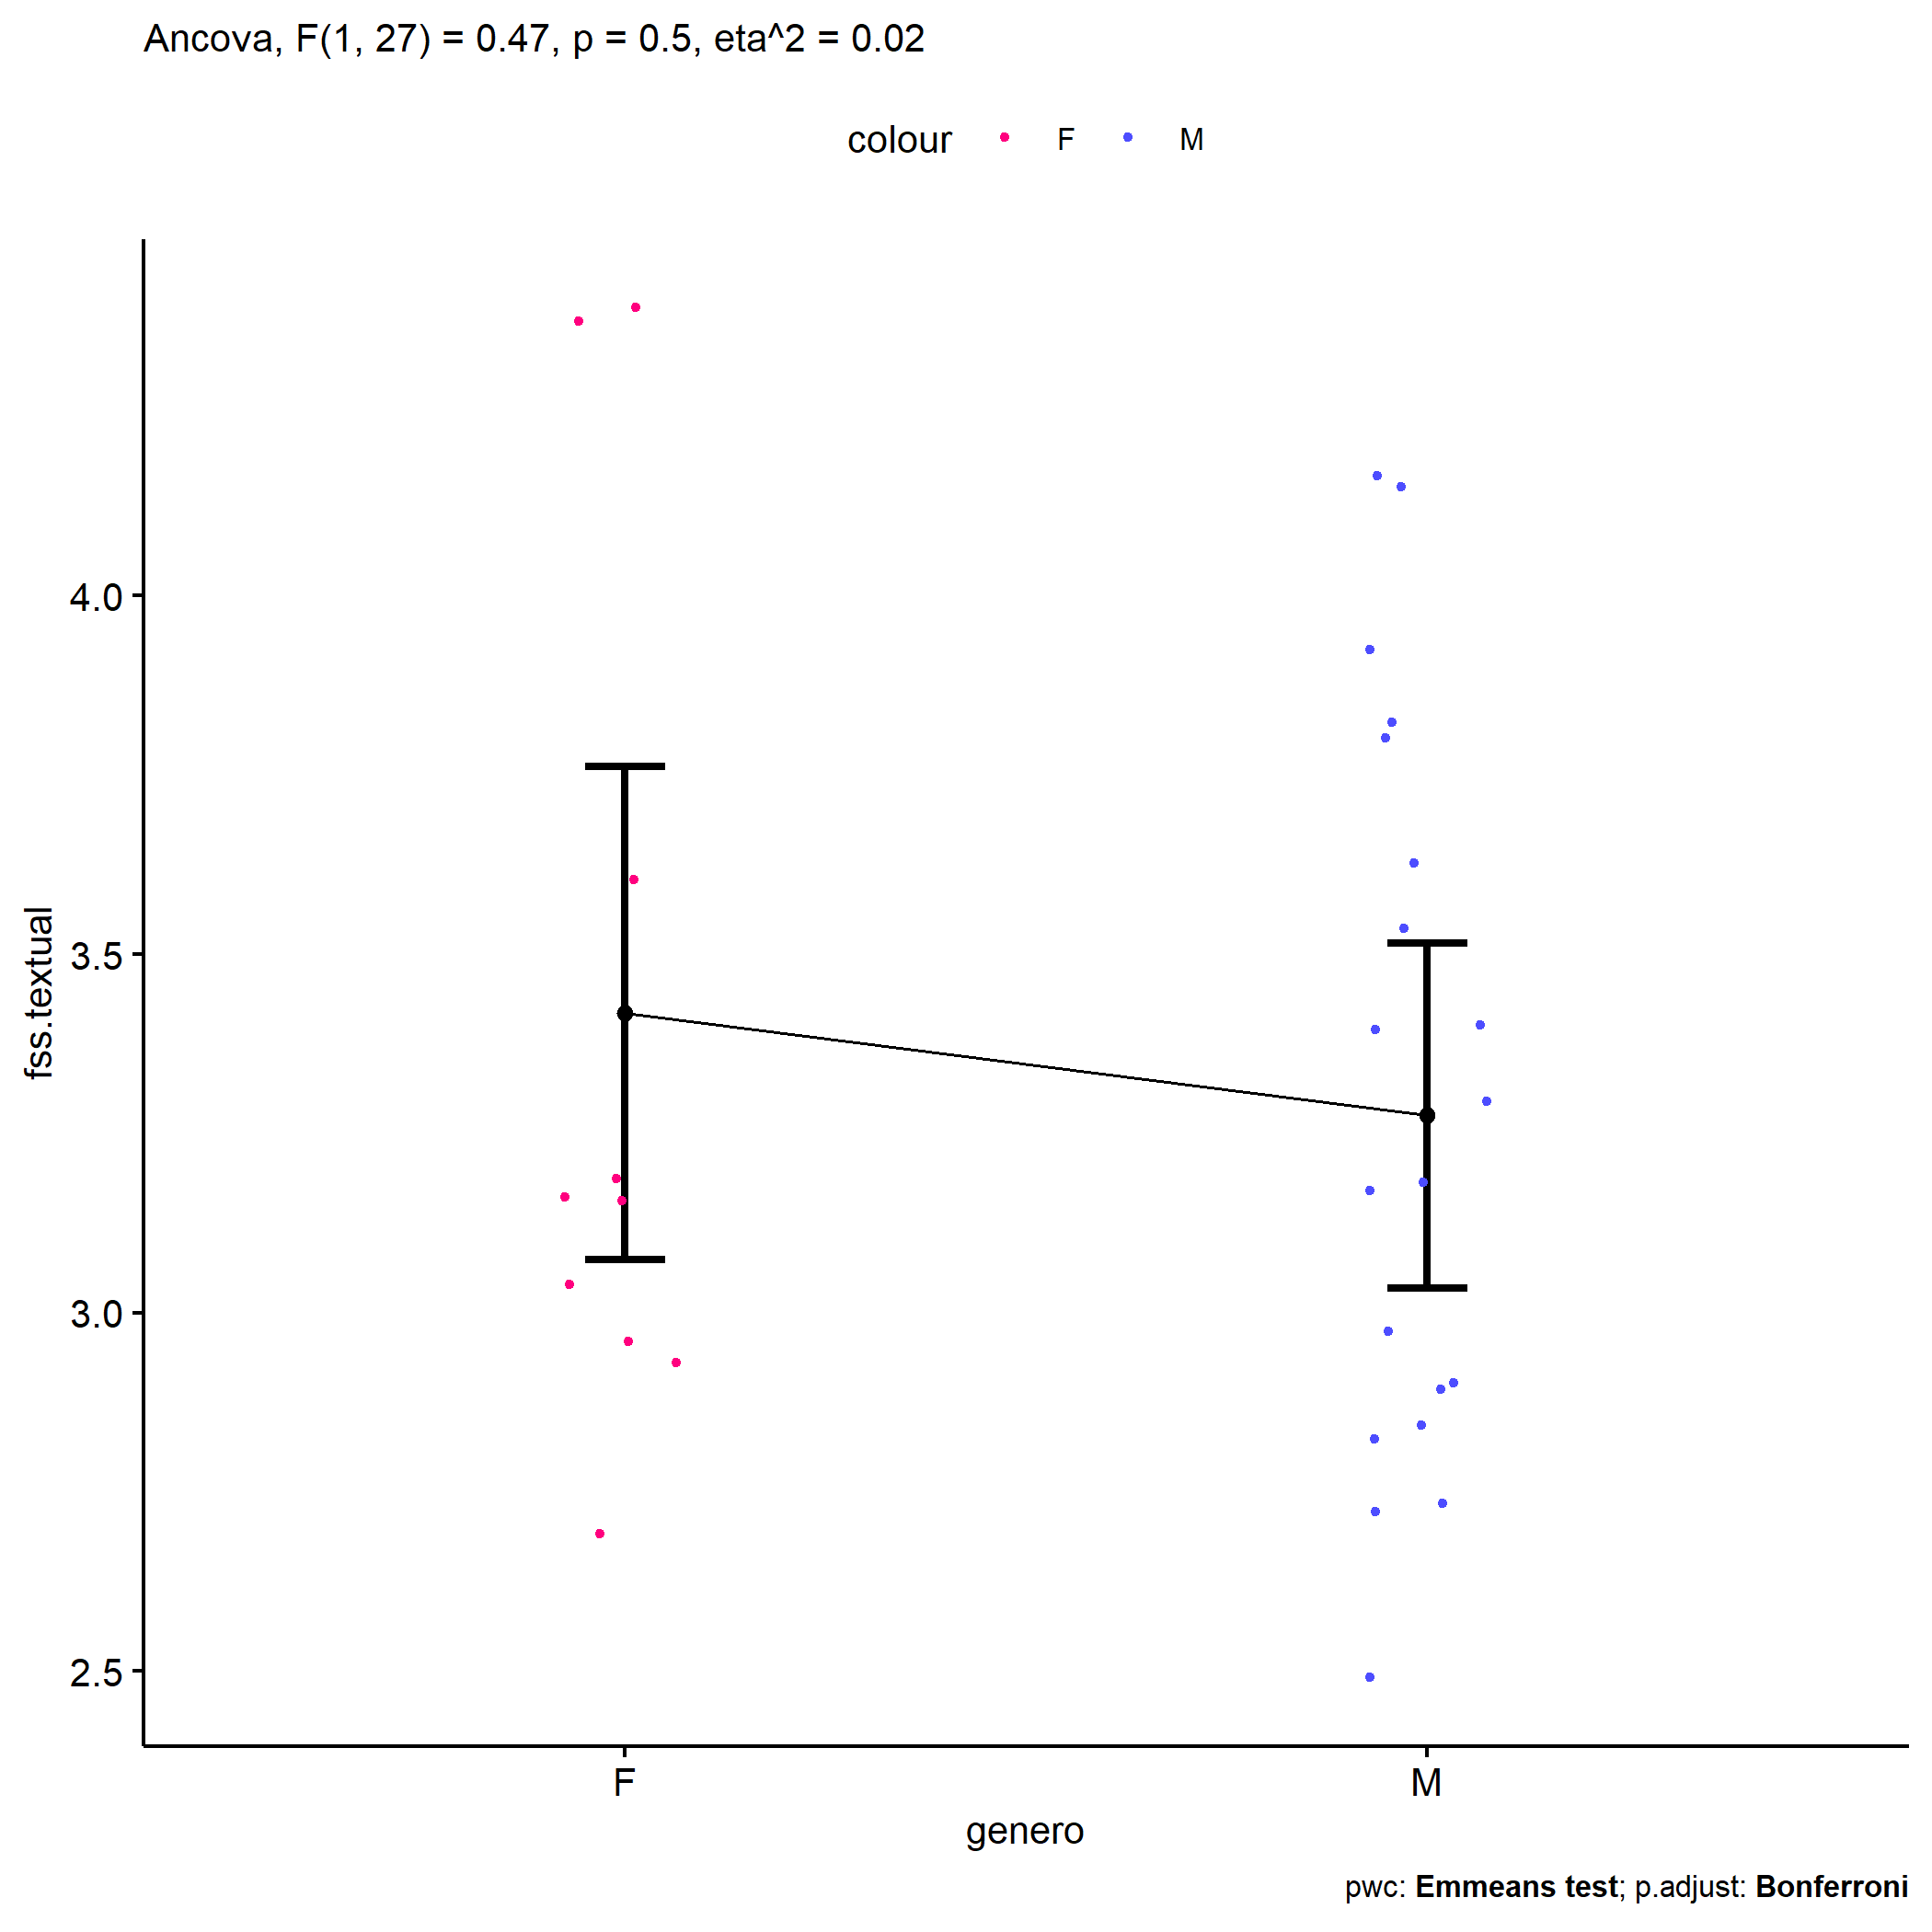 Ancova, F(1, 27) = 0.47, p = 0.5, eta^2 = 0.02
colour F M
fss.textual
4.0
3.5
3.0
2.5
F M
genero
pwc: Emmeans test; p.adjust: Bonferroni